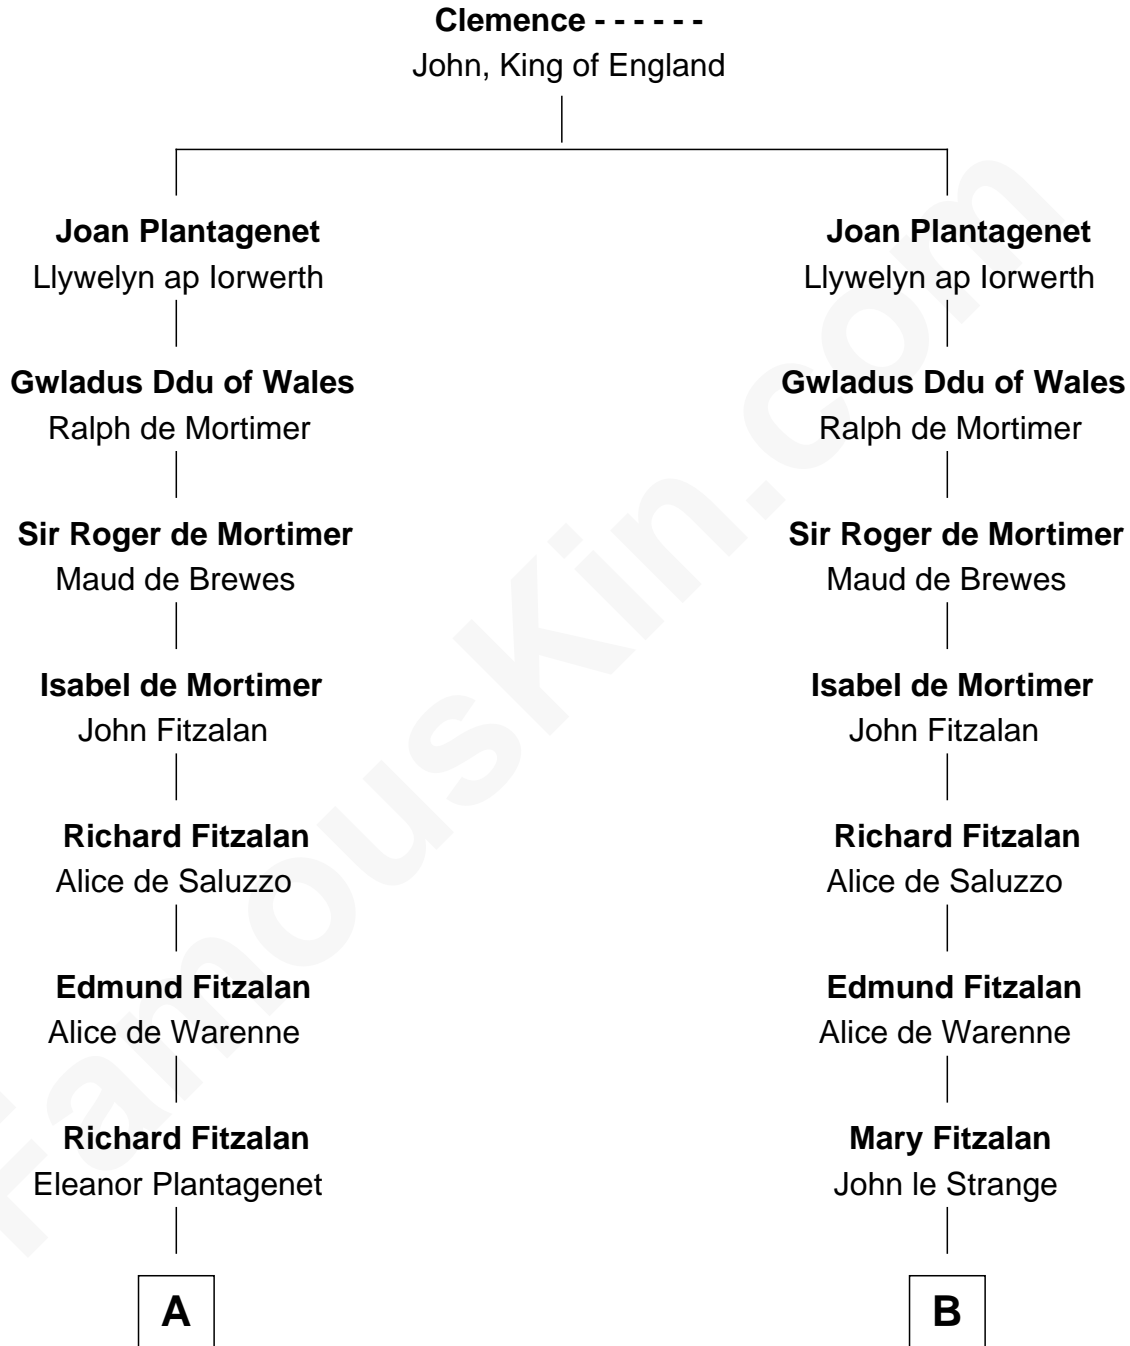 Clemence - - - - - -
John, King of England
Joan Plantagenet
Llywelyn ap Iorwerth
Gwladus Ddu of Wales
Ralph de Mortimer
Sir Roger de Mortimer
Maud de Brewes
Isabel de Mortimer
John Fitzalan
Richard Fitzalan
Alice de Saluzzo
Edmund Fitzalan
Alice de Warenne
Richard Fitzalan
Eleanor Plantagenet
A
Joan Plantagenet
Llywelyn ap Iorwerth
Gwladus Ddu of Wales
Ralph de Mortimer
Sir Roger de Mortimer
Maud de Brewes
Isabel de Mortimer
John Fitzalan
Richard Fitzalan
Alice de Saluzzo
Edmund Fitzalan
Alice de Warenne
Mary Fitzalan
John le Strange
B
FamousKin.com